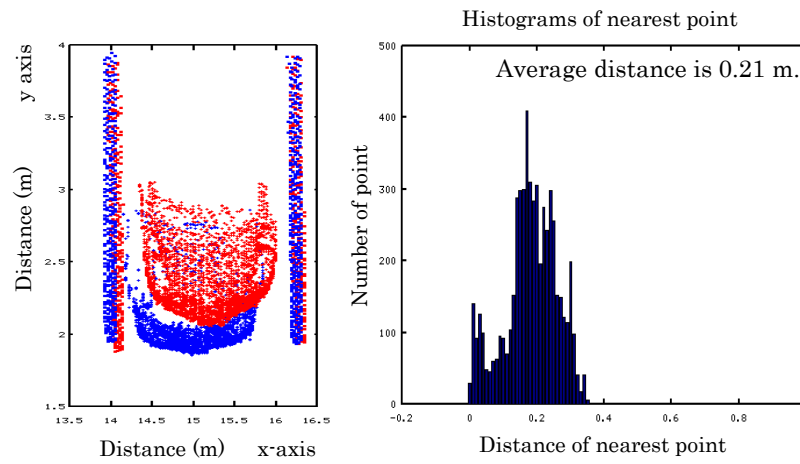 Histograms of nearest point
Average distance is 0.21 m.
y axis
Distance (m)
4
3.5
3
2.5
2
1.5
13.5 14 14.5 15 15.5 16 16.5
Distance (m) x-axis
Number of point
500
400
300
200
100
0
-0.2 0 0.2 0.4 0.6 0.8
Distance of nearest point